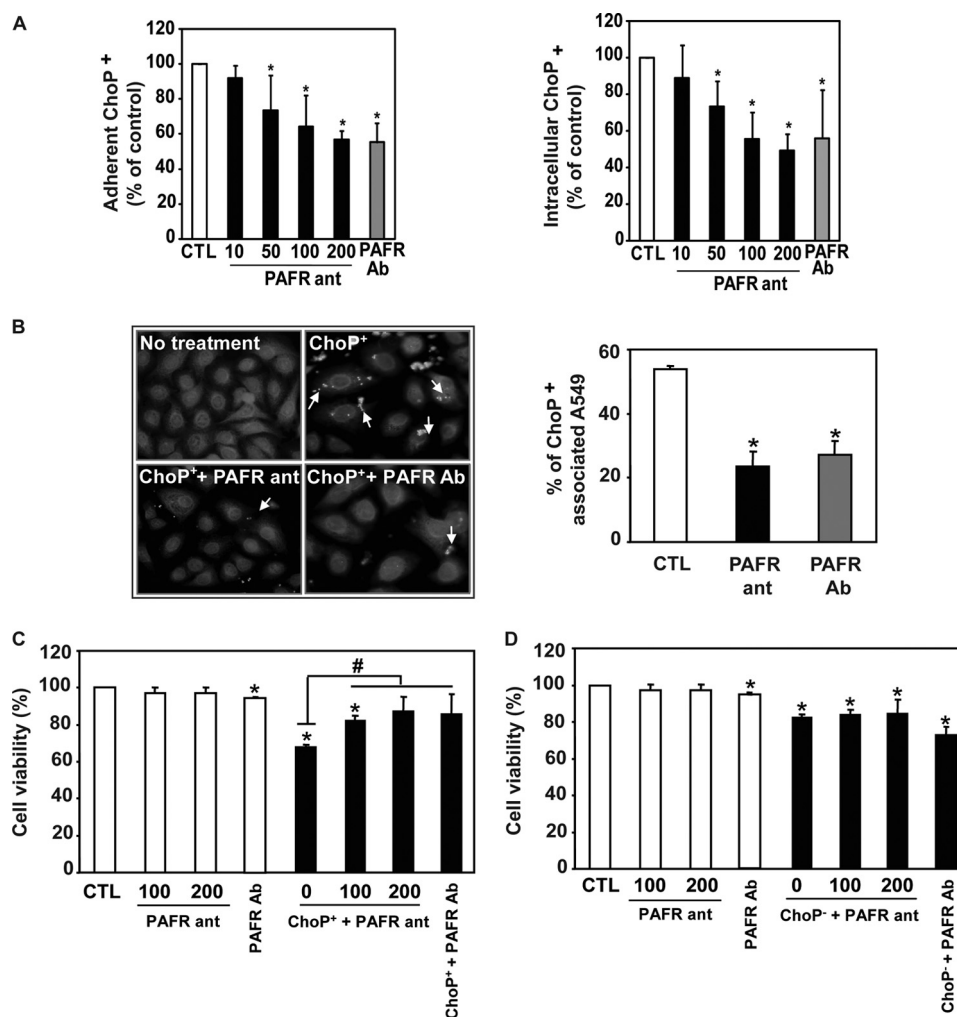 A
Adherent ChoP+
(% of control)
120
100
80
60
40
20
0
*
*
*
*
CTL
10
50
100
200
PAFR
Ab
PAFR ant
Intracellular ChoP+
(% of control)
120
100
80
60
40
20
0
*
*
*
*
CTL
10
50
100
200
PAFR
Ab
PAFR ant
B
No treatment
ChoP+
ChoP++ PAFR ant
ChoP++ PAFR Ab
% of ChoP+
associated A549
60
40
20
0
*
*
CTL
PAFR
ant
PAFR
Ab
C
Cell viability (%)
120
100
80
60
40
20
0
*
*
*
#
CTL
100
200
PAFR ant
PAFR Ab
0
100
200
ChoP+ + PAFR ant
ChoP+ + PAFR Ab
D
Cell viability (%)
120
100
80
60
40
20
0
*
*
*
*
*
CTL
100
200
PAFR ant
PAFR Ab
0
100
200
ChoP- + PAFR ant
ChoP- + PAFR Ab